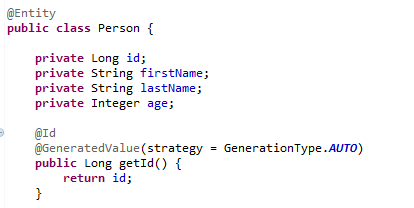 @Entity
public class Person {
private Long id;
private String firstName;
private String lastName;
private Integer age;
@Id
@GeneratedValue(strategy = GenerationType.AUTO)
public Long getId() {
return id;
}